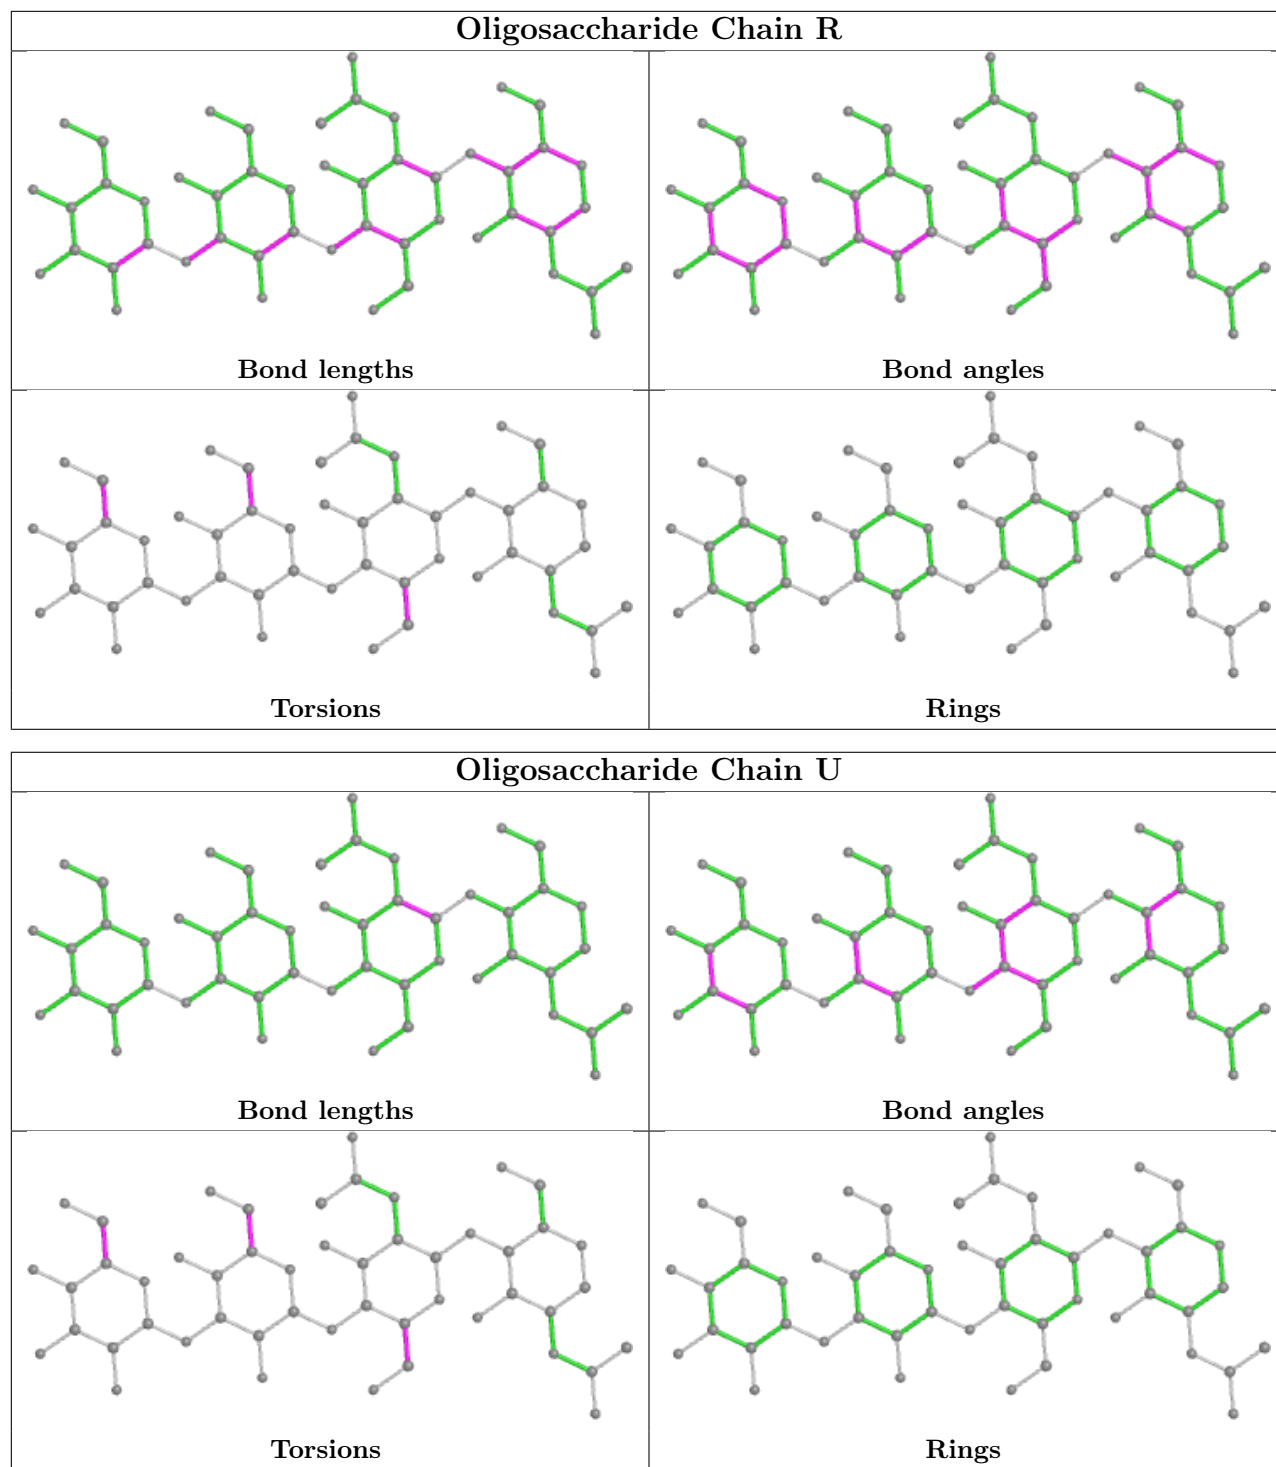 Oligosaccharide Chain R
Bond lengths
Bond angles
Torsions
Rings
Oligosaccharide Chain U
Bond lengths
Bond angles
Torsions
Rings